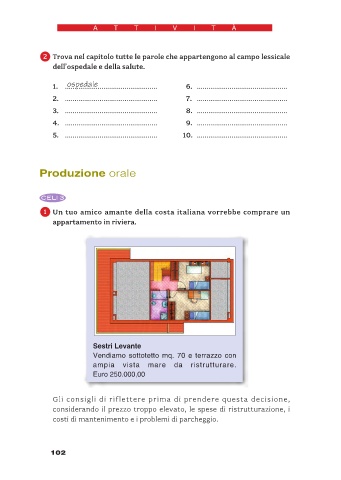 A T T I V I T À
2 Trova nel capitolo tutte le parole che appartengono al campo lessicale
dell'ospedale e della salute.
1. ospedale
2.
3.
4.
5.
6.
7.
8.
9.
10.
Produzione orale
CELI 3
1 Un tuo amico amante della costa italiana vorrebbe comprare un
appartamento in riviera.
Sestri Levante
Vendiamo sottotetto mq. 70 e terrazzo con
ampia vista mare da ristrutturare.
Euro 250.000,00
Gli consigli di riflettere prima di prendere questa decisione,
considerando il prezzo troppo elevato, le spese di ristrutturazione, i
costi di mantenimento e i problemi di parcheggio.
102